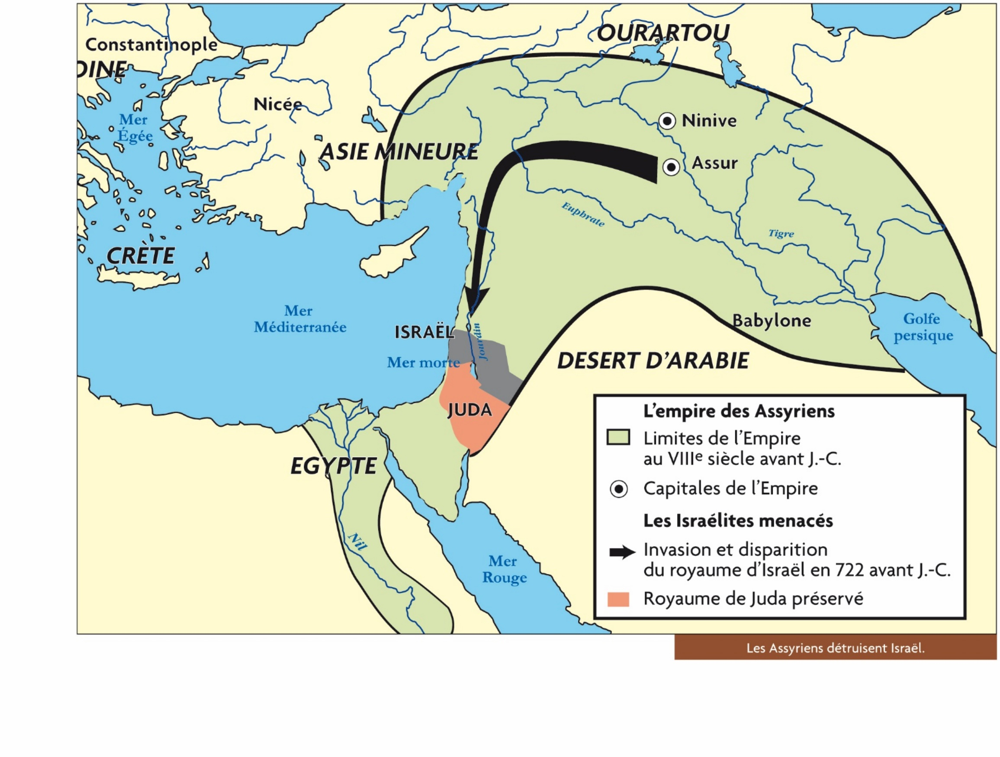 OURARTOU
Constantinople
OINE
Nicée
Mer
Égée
Ninive
ASIE MINEURE
Assur
Euphrate
Tigre
CRÈTE
Mer
Méditerranée
ISRAËL
Jourdin
Babylone
Golfe
persique
Mer morte
DESERT D’ARABIE
JUDA
EGYPTE
Nil
Mer
Rouge
L’empire des Assyriens
Limites de l’Empire
au VIIIe siècle avant J.-C.
Capitales de l’Empire
Les Israélites menacés
Invasion et disparition
du royaume d’Israël en 722 avant J.-C.
Royaume de Juda préservé
Les Assyriens détruisent Israël.